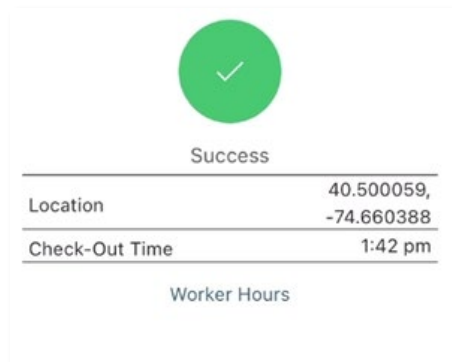 Success
Location 40.500059,
-74.660388
Check-Out Time 1:42 pm
Worker Hours